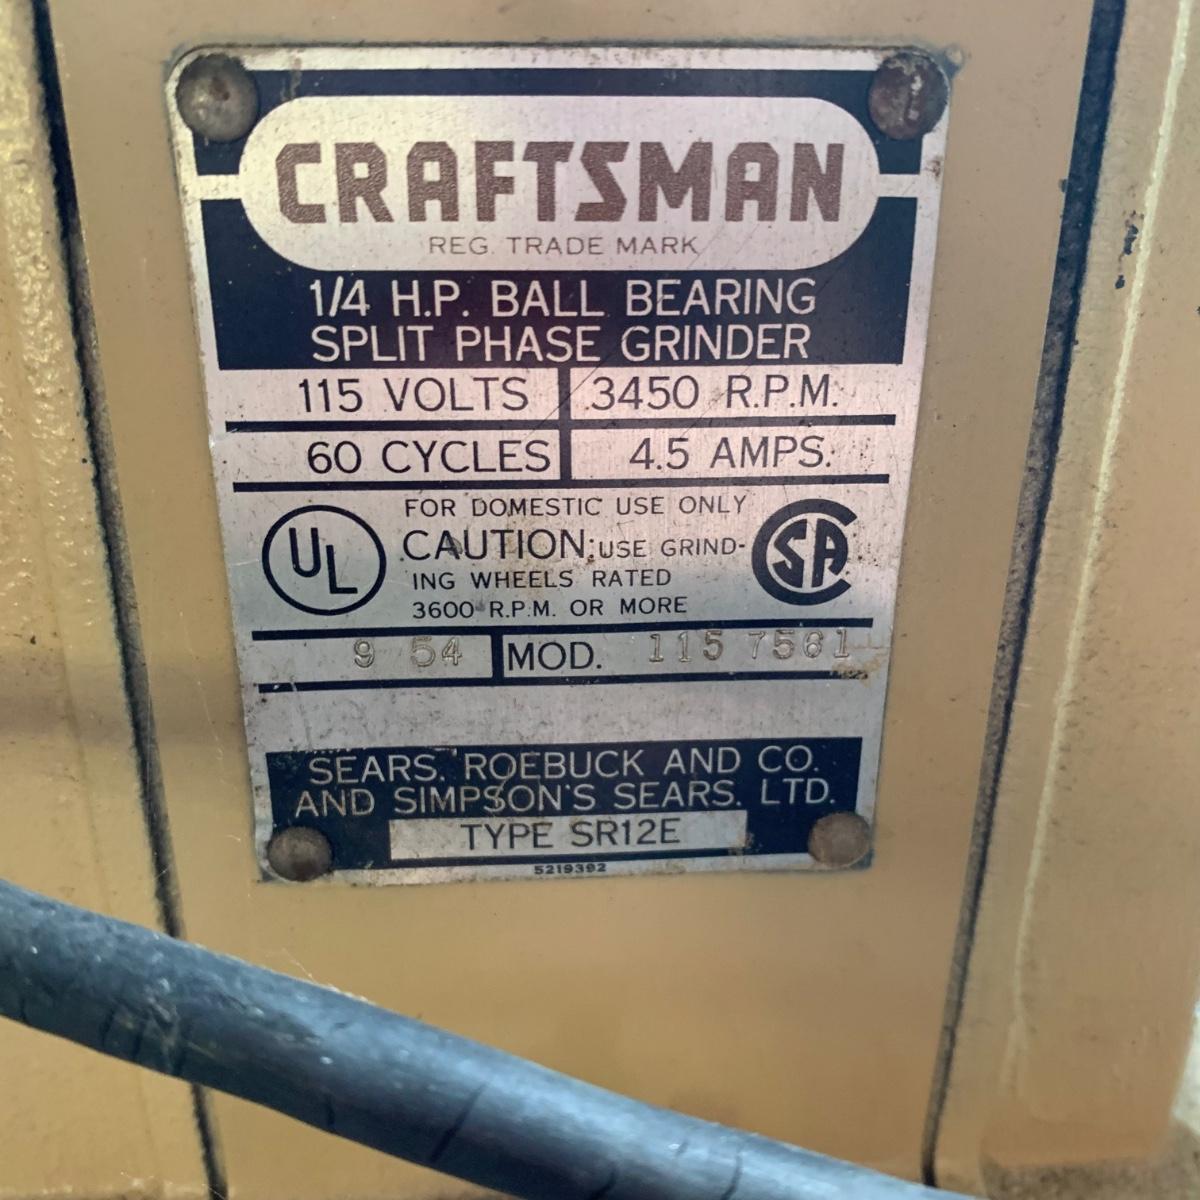 CRAFTSMAN
REG. TRADE MARK
1/4 H.P. BALL BEARING
SPLIT PHASE GRINDER
115 VOLTS 3450 R.P.M.
60 CYCLES 4.5 AMPS.
FOR DOMESTIC USE ONLY
UL CAUTION: USE GRIND- SA
ING WHEELS RATED
3600 R.P.M. OR MORE
9 54 MOD. 115 7561
SEARS, ROEBUCK AND CO.
AND SIMPSON'S SEARS, LTD.
TYPE SR12E
5219392